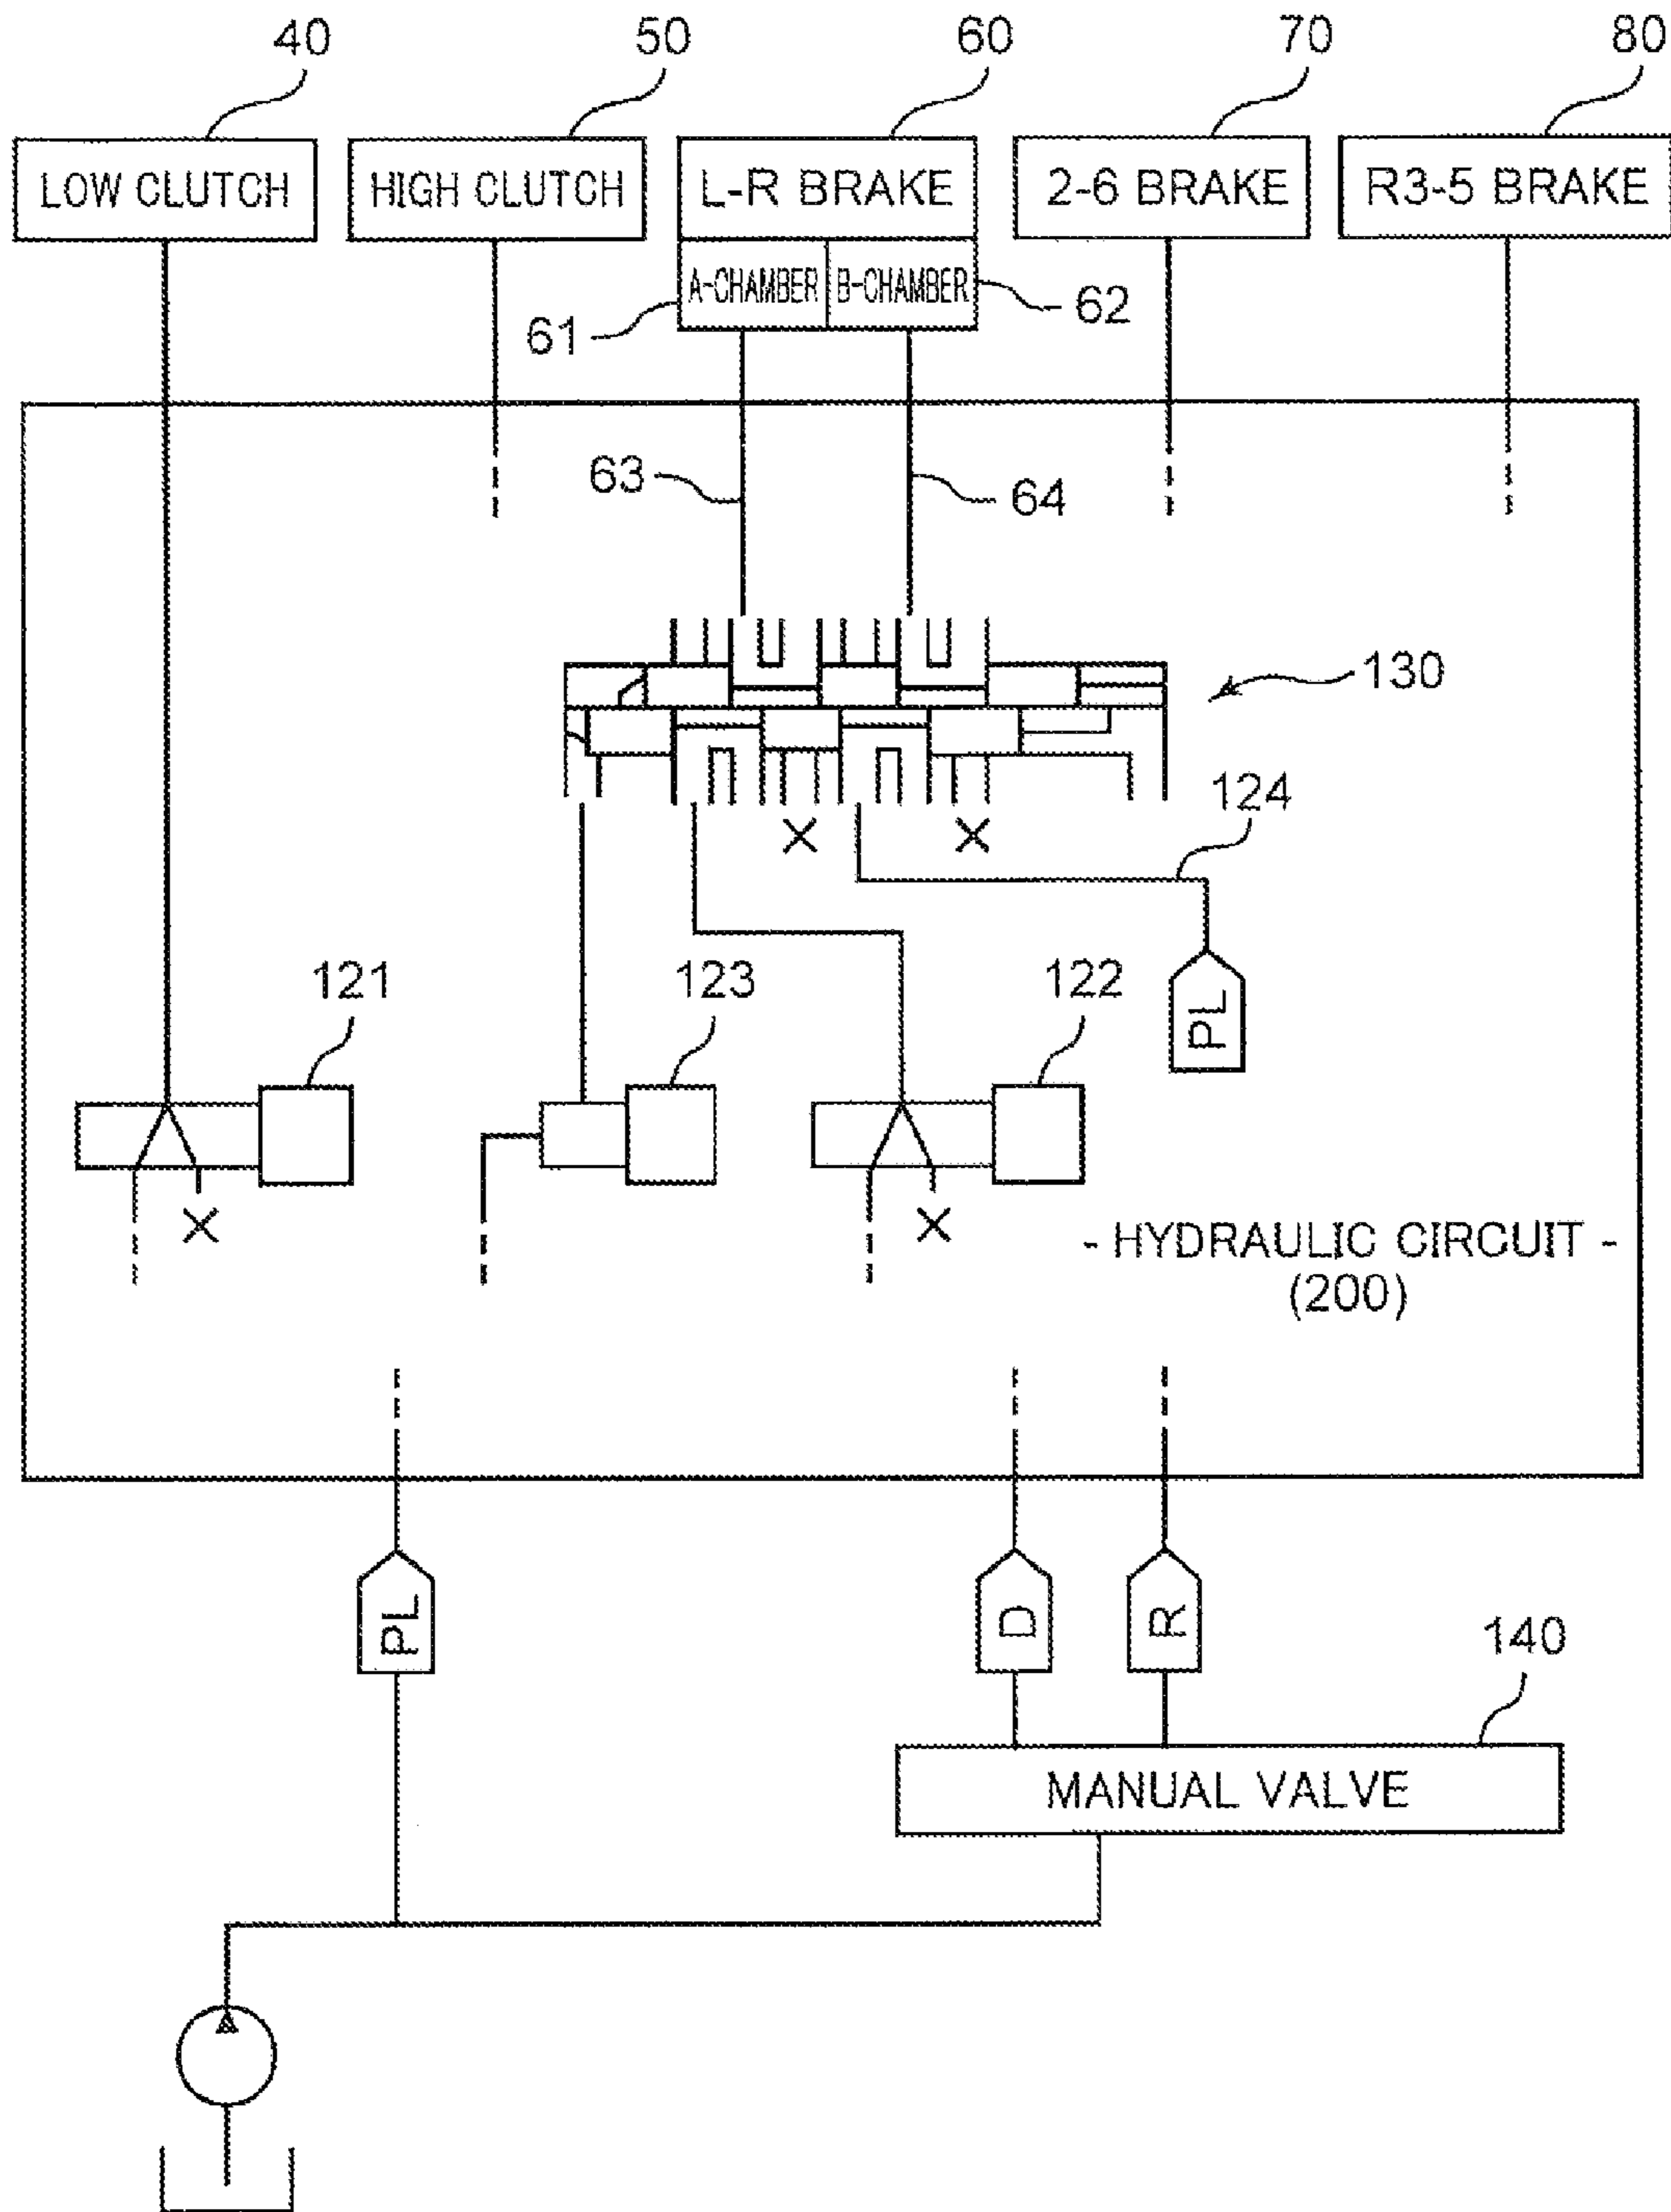 40 50 60 70 80
LOW CLUTCH HIGH CLUTCH L-R BRAKE 2-6 BRAKE R3-5 BRAKE
A-CHAMBER B-CHAMBER
61 62
63 64
130
X X
124
121 123 122
PL
X X
- HYDRAULIC CIRCUIT -
(200)
PL D R
140
MANUAL VALVE